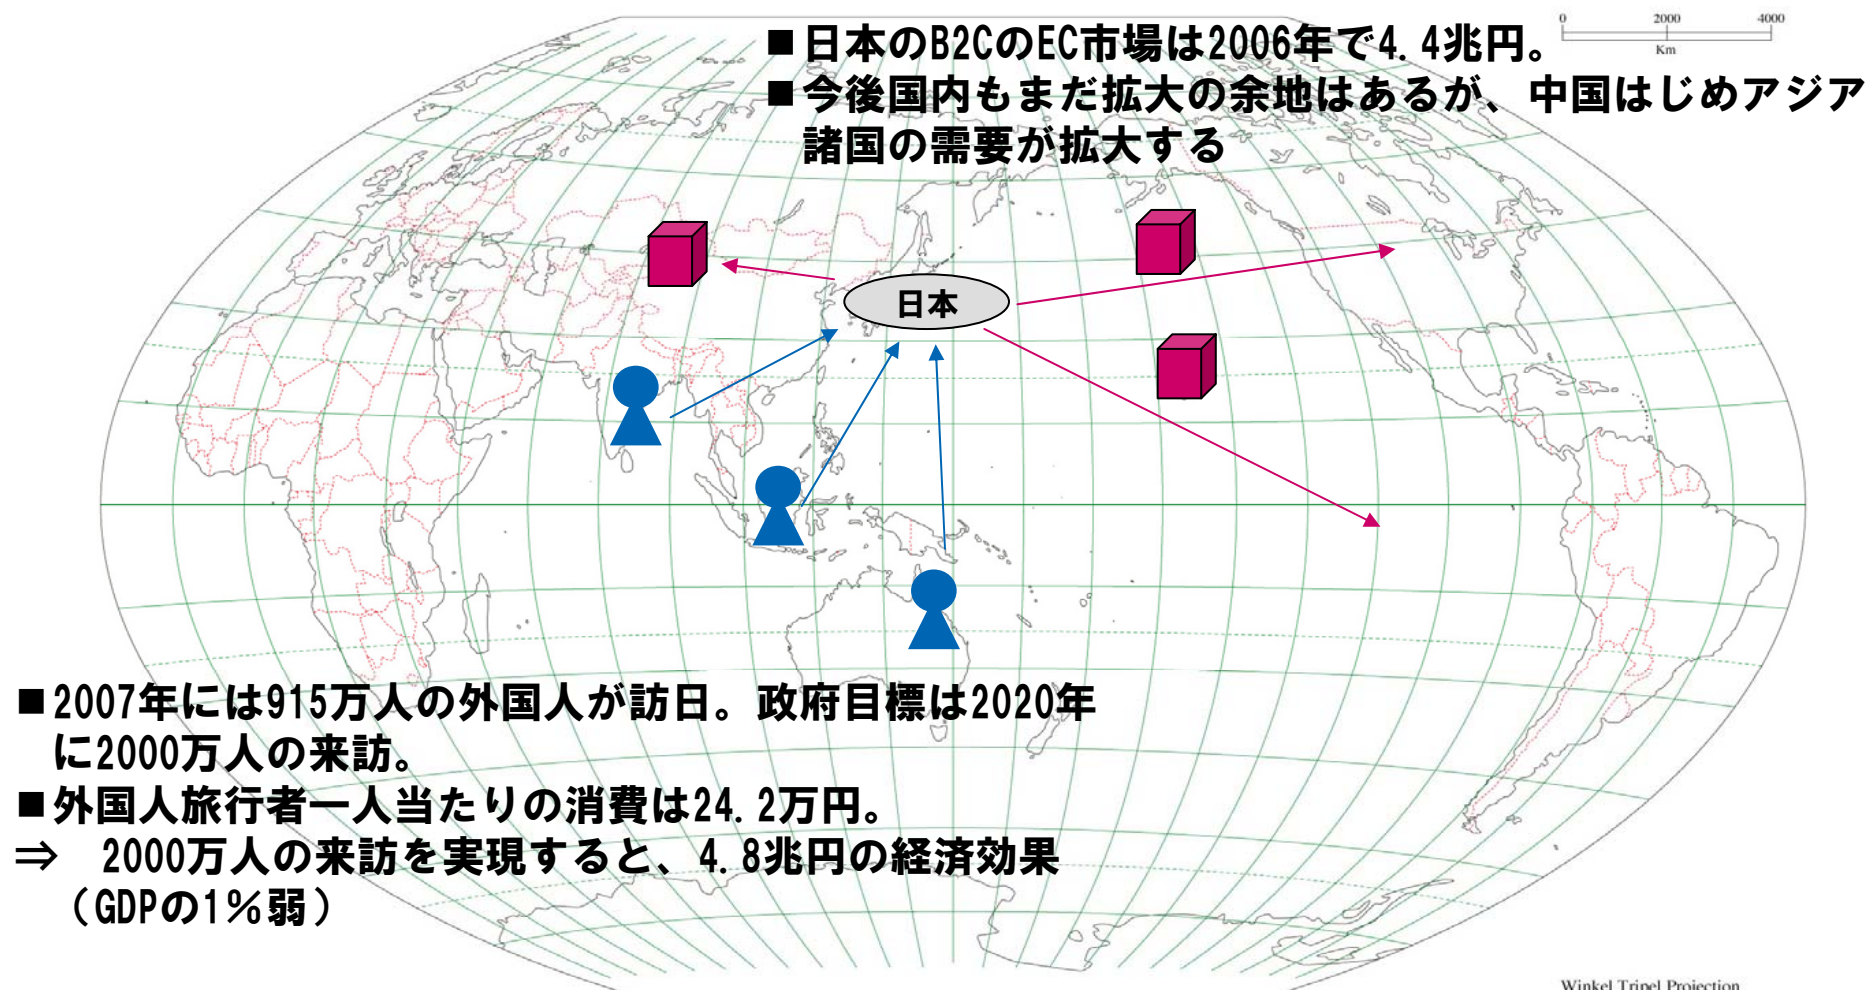 0 2000 4000
Km
■日本のB2CのEC市場は2006年で4.4兆円。
■今後国内もまだ拡大の余地はあるが、中国はじめアジア
諸国の需要が拡大する
日本
■2007年には915万人の外国人が訪日。政府目標は2020年
に2000万人の来訪。
■外国人旅行者一人当たりの消費は24.2万円。
⇒　2000万人の来訪を実現すると、4.8兆円の経済効果
（GDPの1％弱）
Winkel Tripel Projection